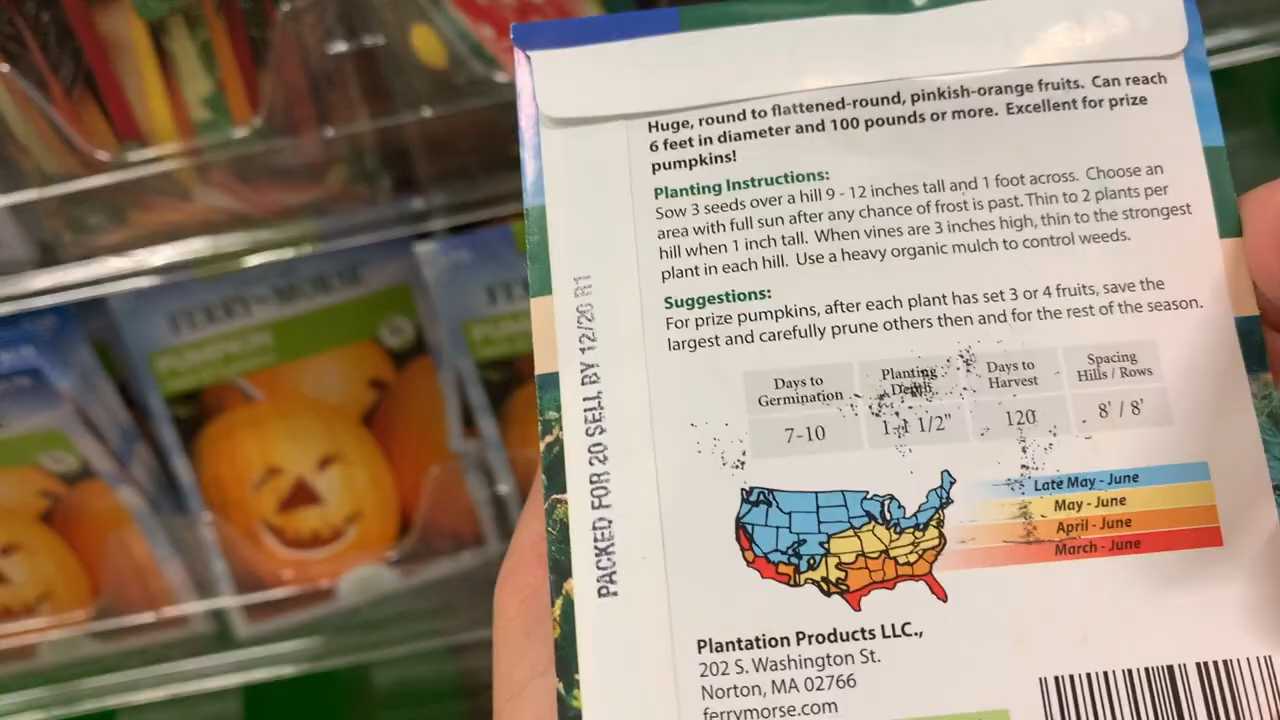 Huge, round to flattened-round, pinkish-orange fruits. Can reach
6 feet in diameter and 100 pounds or more. Excellent for prize
pumpkins!
Planting Instructions:
Sow 3 seeds over a hill 9 - 12 inches tall and 1 foot across. Choose an
area with full sun after any chance of frost is past. Thin to 2 plants per
hill when 1 inch tall. When vines are 3 inches high, thin to the strongest
plant in each hill. Use a heavy organic mulch to control weeds.
Suggestions:
For prize pumpkins, after each plant has set 3 or 4 fruits, save the
largest and carefully prune others then and for the rest of the season.
Days to
Germination
7-10
Planting
Depth
1-1 1/2"
Days to
Harvest
120
Spacing
Hills / Rows
8' / 8'
Late May - June
May - June
April - June
March - June
Plantation Products LLC.,
202 S. Washington St.
Norton, MA 02766
ferrymorse.com
PACKED FOR 20 SELL BY 12/20 R1
FERRY-MORSE
PUMPKIN